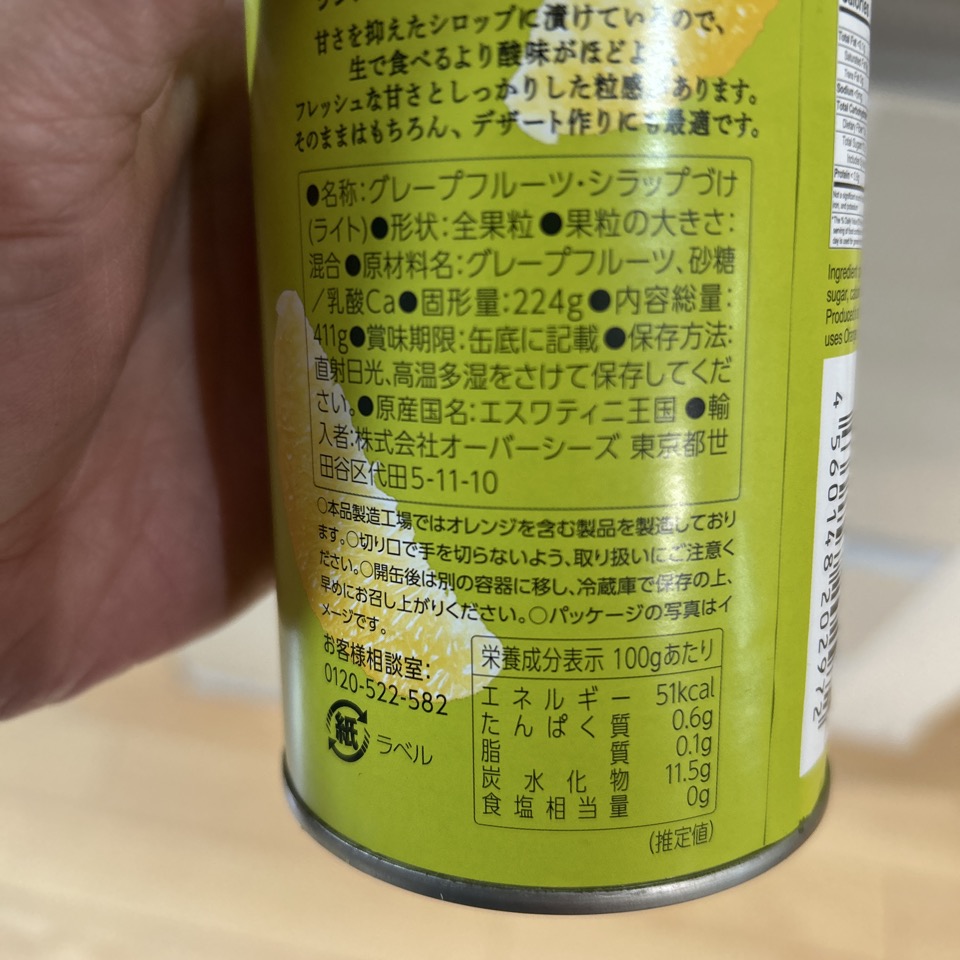 甘さを抑えたシロップに漬けているので、
生で食べるより酸味がほどよく、
フレッシュな甘さとしっかりした粒感があります。
そのままはもちろん、デザート作りにも最適です。
●名称:グレープフルーツ・シラップづけ
(ライト)●形状:全果粒 ●果粒の大きさ:
混合●原材料名:グレープフルーツ、砂糖
/乳酸Ca●固形量:224g●内容総量:
411g●賞味期限:缶底に記載 ●保存方法:
直射日光、高温多湿をさけて保存してくだ
さい。●原産国名:エスワティニ王国 ●輸
入者:株式会社オーバーシーズ 東京都世
田谷区代田5-11-10
○本品製造工場ではオレンジを含む製品を製造しており
ます。○切り口で手を切らないよう、取り扱いにご注意く
ださい。○開缶後は別の容器に移し、冷蔵庫で保存の上、
早めにお召し上がりください。○パッケージの写真はイ
メージです。
お客様相談室:
0120-522-582
紙 ラベル
栄養成分表示 100gあたり
エネルギー 51kcal
たんぱく質 0.6g
脂質 0.1g
炭水化物 11.5g
食塩相当量 0g
(推定値)
Calories
Total Fat
Sodium
Total
Dietary
Total
Protein
Ingredient
sugar,
Produced
uses
4 560148 202972